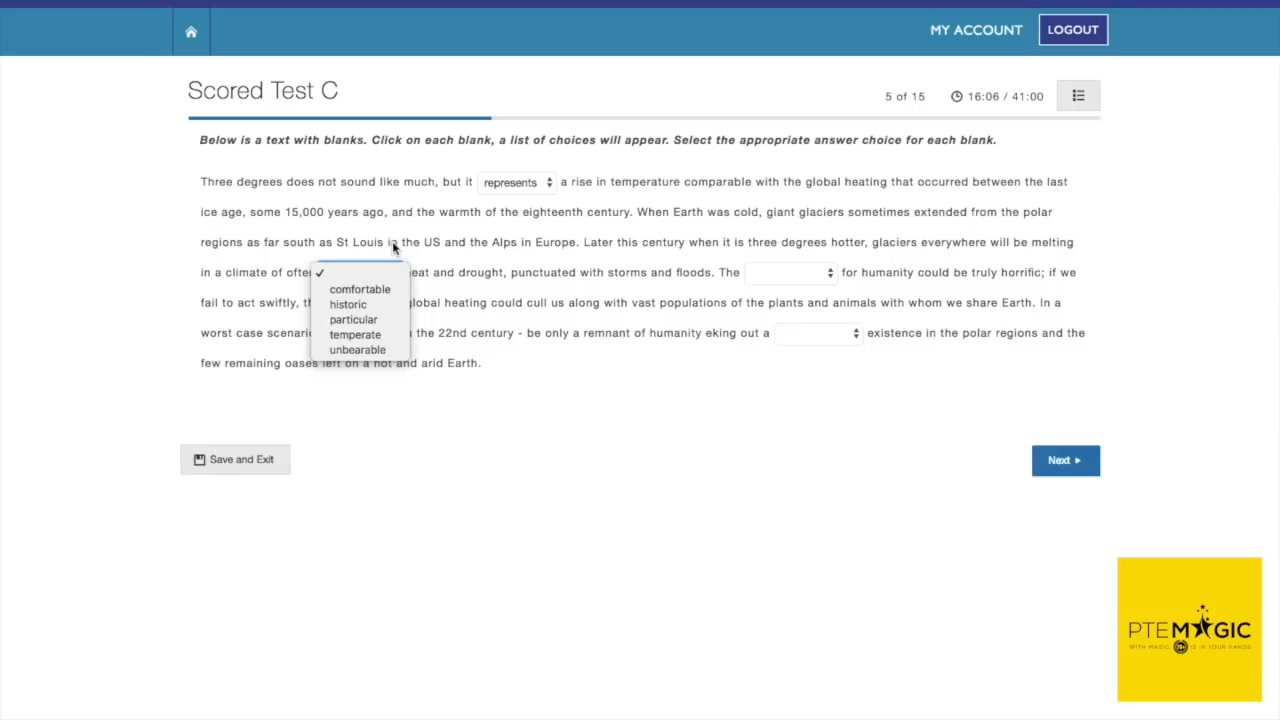 MY ACCOUNT
LOGOUT
Scored Test C
5 of 15
16:06 / 41:00
Below is a text with blanks. Click on each blank, a list of choices will appear. Select the appropriate answer choice for each blank.
Three degrees does not sound like much, but it represents a rise in temperature comparable with the global heating that occurred between the last
ice age, some 15,000 years ago, and the warmth of the eighteenth century. When Earth was cold, giant glaciers sometimes extended from the polar
regions as far south as St Louis in the US and the Alps in Europe. Later this century when it is three degrees hotter, glaciers everywhere will be melting
in a climate of ofte ✓ eat and drought, punctuated with storms and floods. The for humanity could be truly horrific; if we
comfortable
fail to act swiftly, th global heating could cull us along with vast populations of the plants and animals with whom we share Earth. In a
historic
particular
worst case scenari the 22nd century - be only a remnant of humanity eking out a existence in the polar regions and the
temperate
unbearable
few remaining oases left on a hot and arid Earth.
Save and Exit
Next
PTEMAGIC
WITH MAGIC, 79+ IS IN YOUR HANDS